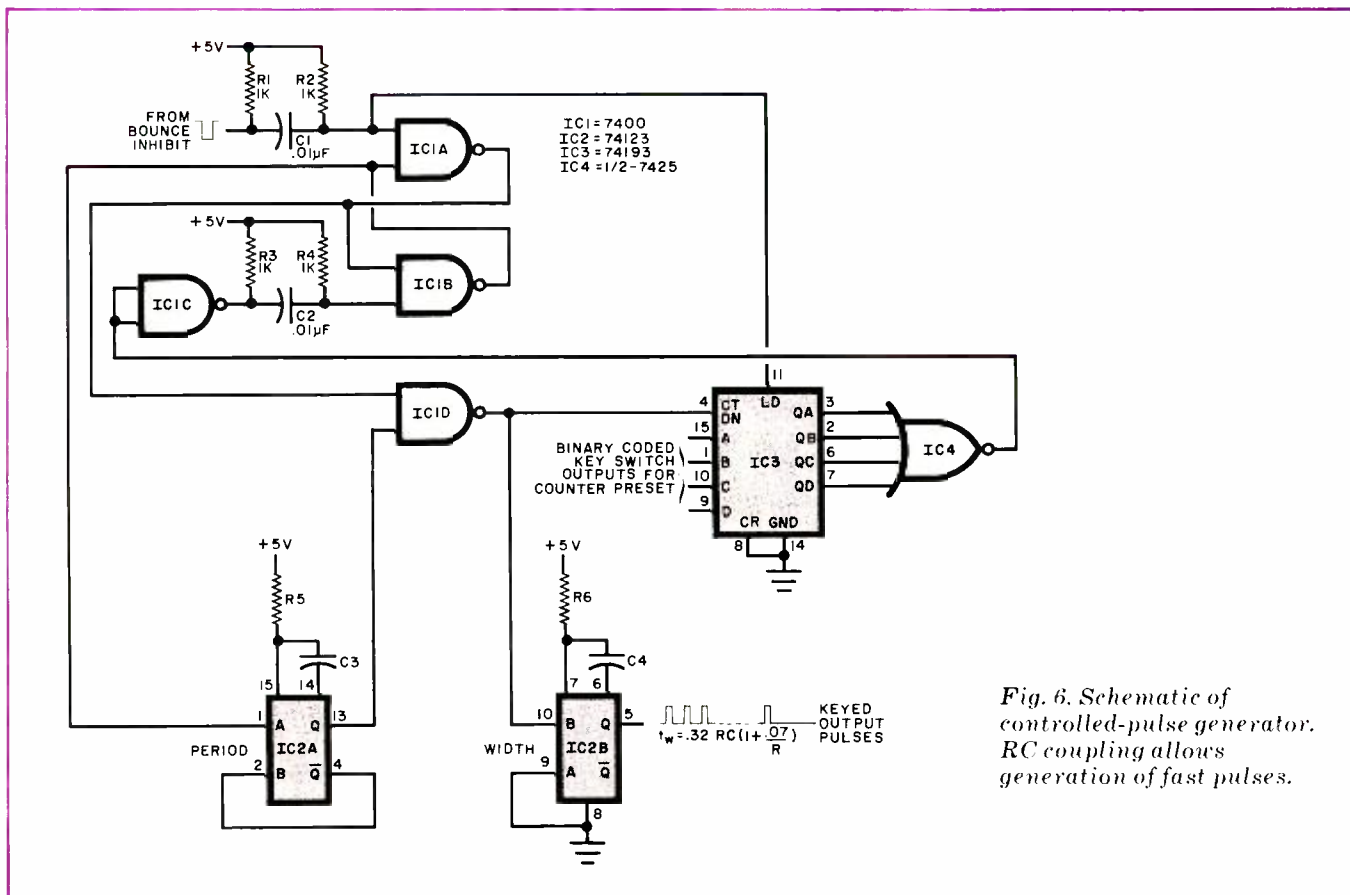 +5V
R1
1K
R2
1K
FROM
BOUNCE
INHIBIT
C1
.01µF
IC1A
IC1=7400
IC2=74123
IC3=74193
IC4=1/2-7425
+5V
R3
1K
R4
1K
IC1B
IC1C
C2
.01µF
IC1D
11
4
CT
DN
LD
QA
3
15
A
QB
2
BINARY CODED
KEY SWITCH
OUTPUTS FOR
COUNTER PRESET
1
B
IC3
QC
6
IC4
10
C
QD
7
9
D
CR GND
8
14
+5V
R5
C3
15
14
1
A
Q
13
PERIOD
IC2A
2
B
Q̅
4
+5V
R6
C4
7
6
10
B
Q
5
WIDTH
IC2B
9
A
Q̅
8
KEYED
OUTPUT
PULSES
tw=.32 RC(1+.07/R)
Fig. 6. Schematic of
controlled-pulse generator.
RC coupling allows
generation of fast pulses.